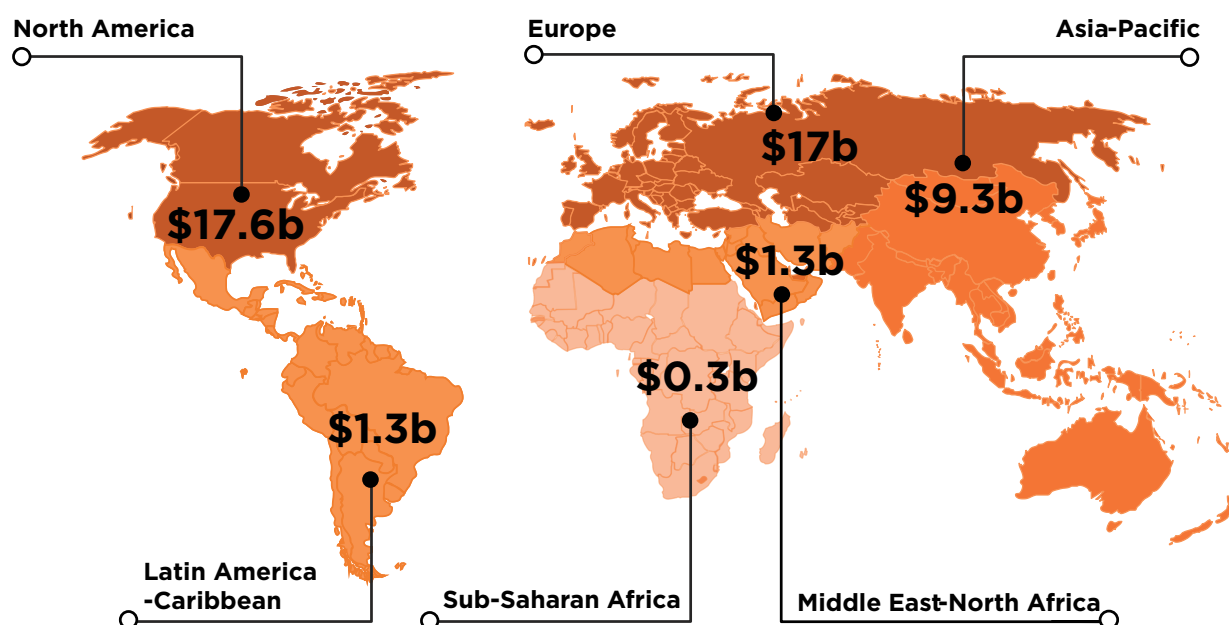 North America
Europe
Asia-Pacific
$17b
$9.3b
$17.6b
$1.3b
$0.3b
$1.3b
Latin America
-Caribbean
Sub-Saharan Africa
Middle East-North Africa